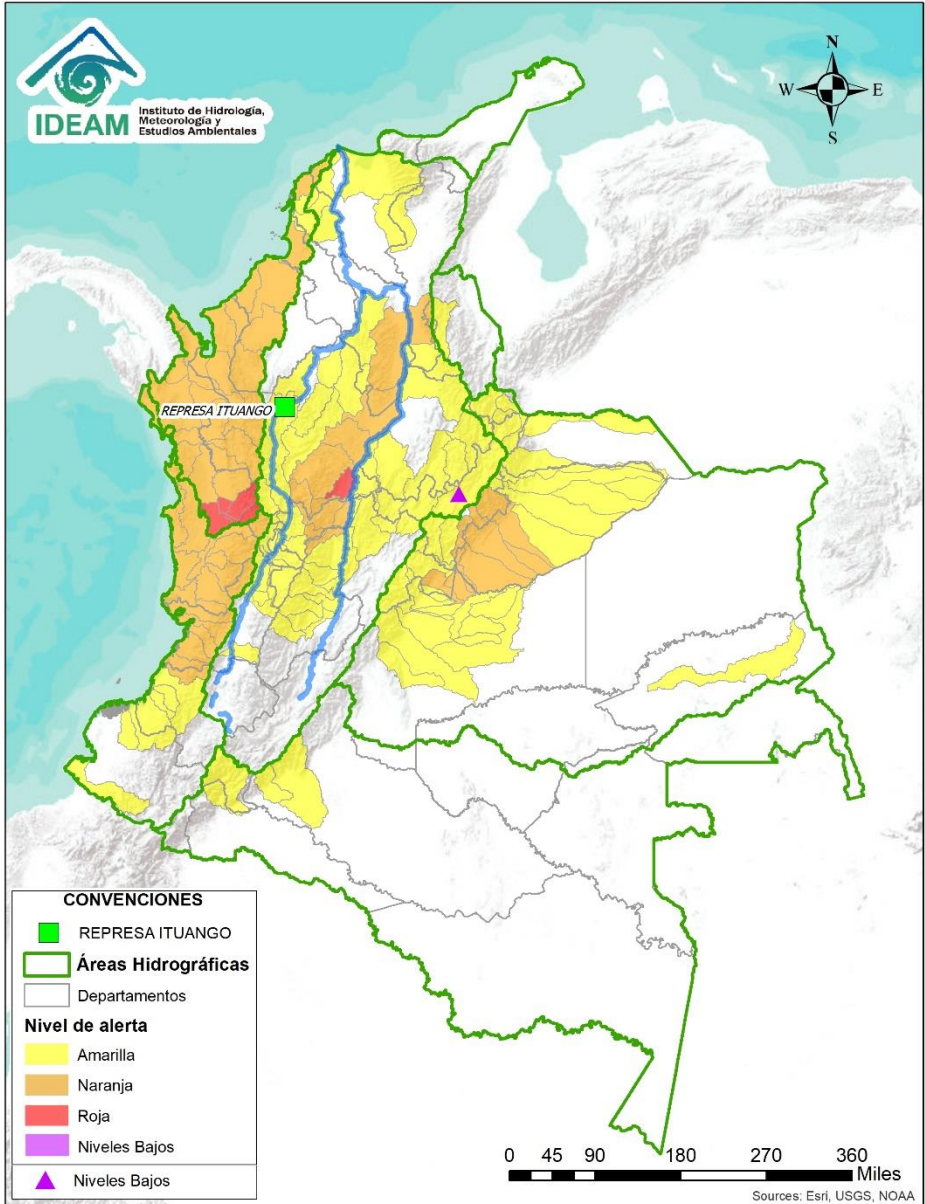 IDEAM
Instituto de Hidrología,
Meteorología y
Estudios Ambientales
N
W
E
S
REPRESA ITUANGO
CONVENCIONES
REPRESA ITUANGO
Áreas Hidrográficas
Departamentos
Nivel de alerta
Amarilla
Naranja
Roja
Niveles Bajos
Niveles Bajos
0 45 90 180 270 360
Miles
Sources: Esri, USGS, NOAA